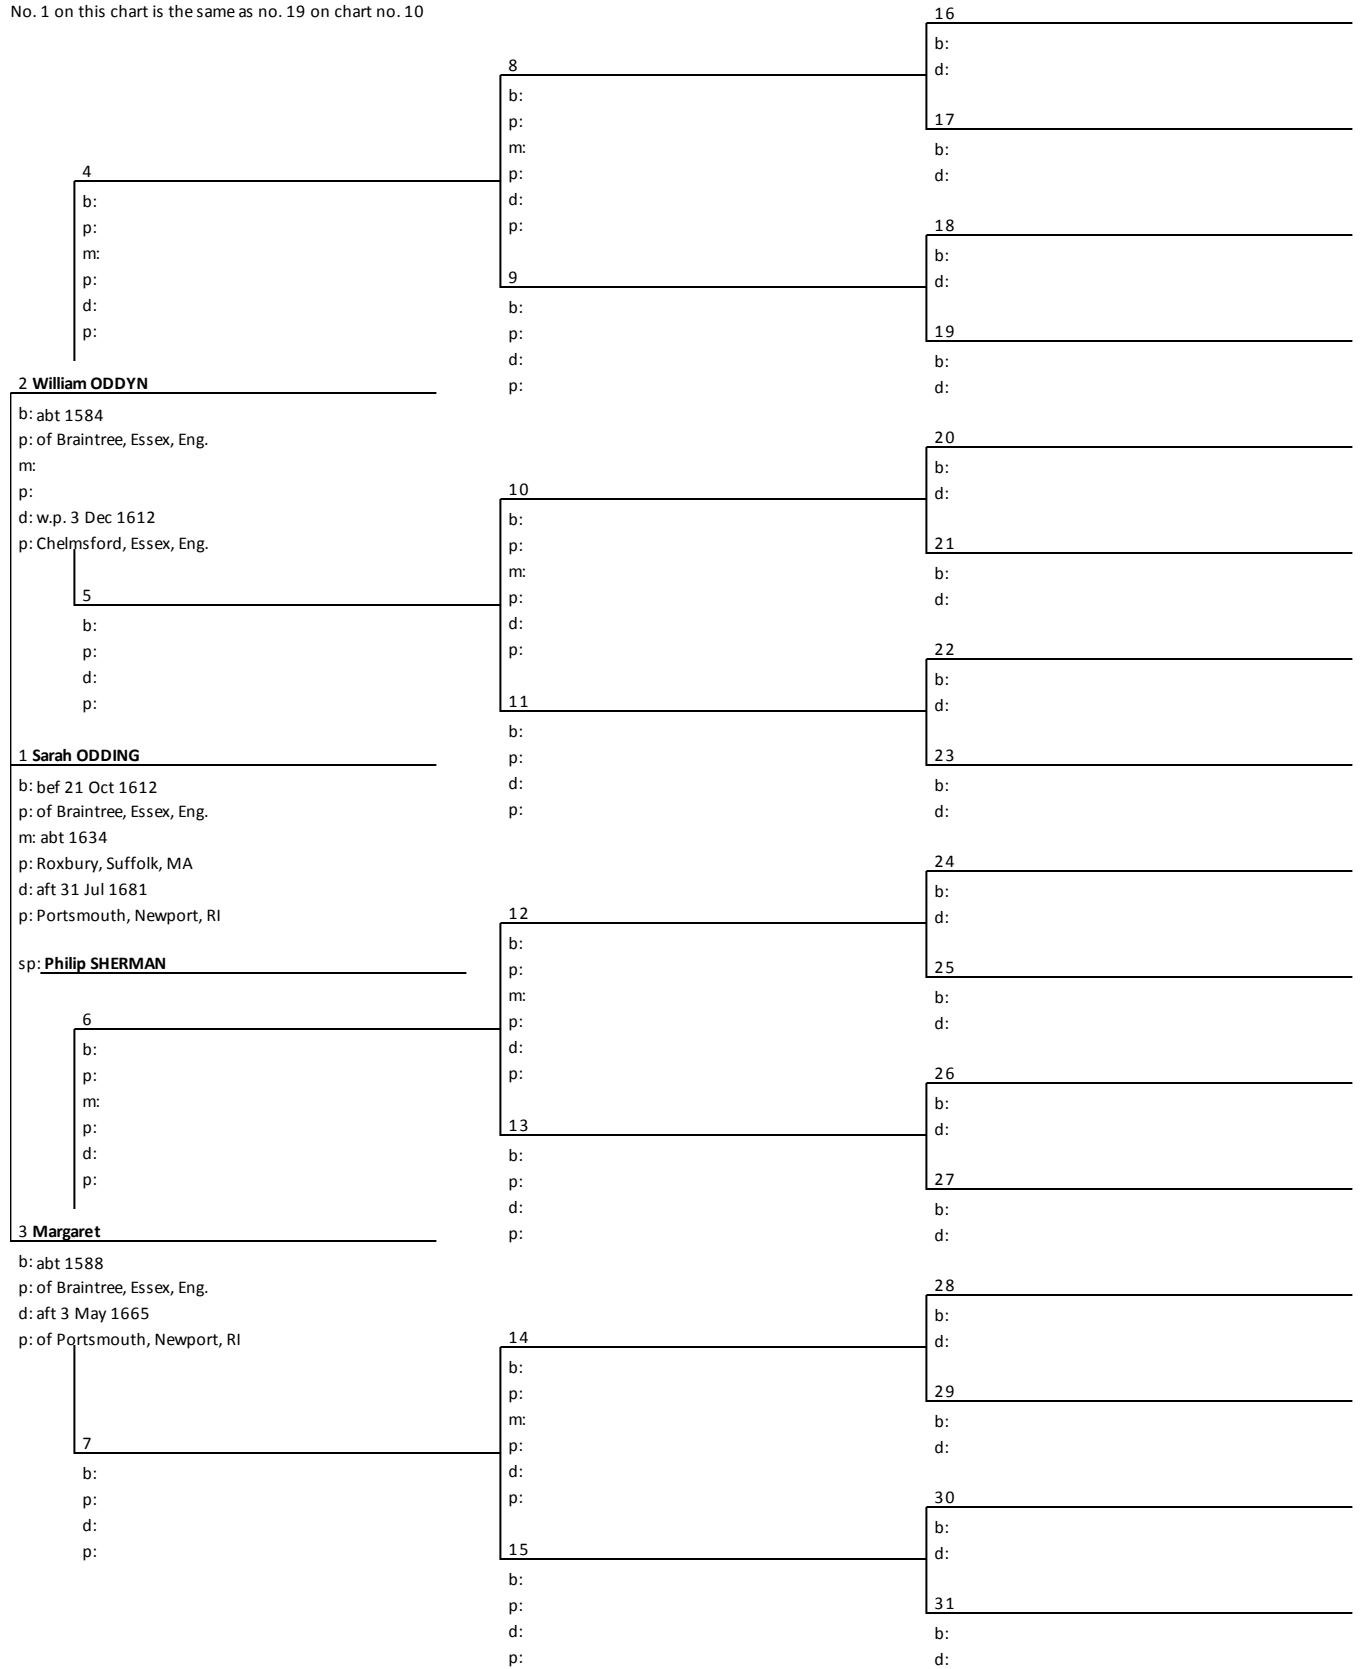 No. 1 on this chart is the same as no. 19 on chart no. 10
4
b:
p:
m:
p:
d:
p:
2 William ODDYN
b: abt 1584
p: of Braintree, Essex, Eng.
m:
p:
d: w.p. 3 Dec 1612
p: Chelmsford, Essex, Eng.
5
b:
p:
d:
p:
1 Sarah ODDING
b: bef 21 Oct 1612
p: of Braintree, Essex, Eng.
m: abt 1634
p: Roxbury, Suffolk, MA
d: aft 31 Jul 1681
p: Portsmouth, Newport, RI
sp: Philip SHERMAN
6
b:
p:
m:
p:
d:
p:
3 Margaret
b: abt 1588
p: of Braintree, Essex, Eng.
d: aft 3 May 1665
p: of Portsmouth, Newport, RI
7
b:
p:
d:
p:
8
b:
p:
m:
p:
d:
p:
9
b:
p:
d:
p:
10
b:
p:
m:
p:
d:
p:
11
b:
p:
d:
p:
12
b:
p:
m:
p:
d:
p:
13
b:
p:
d:
p:
14
b:
p:
m:
p:
d:
p:
15
b:
p:
d:
p:
16
b:
d:
17
b:
d:
18
b:
d:
19
b:
d:
20
b:
d:
21
b:
d:
22
b:
d:
23
b:
d:
24
b:
d:
25
b:
d:
26
b:
d:
27
b:
d:
28
b:
d:
29
b:
d:
30
b:
d:
31
b:
d: